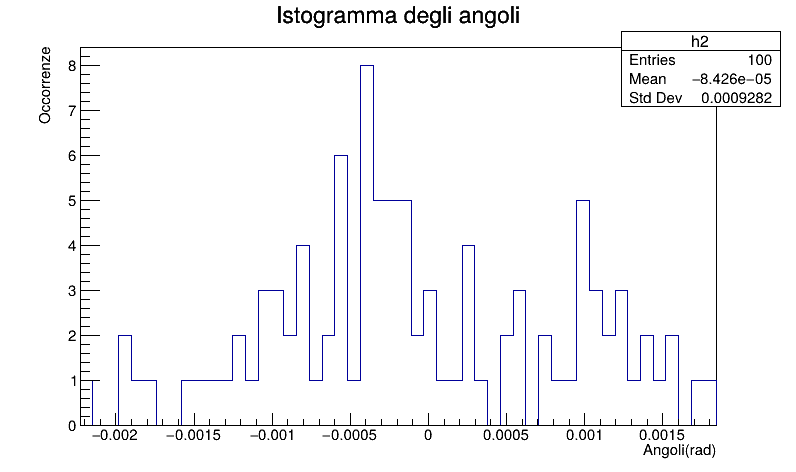 Istogramma degli angoli
h2
Entries 100
Mean −8.426e−05
Std Dev 0.0009282
Occorrenze
8
7
6
5
4
3
2
1
0
−0.002 −0.0015 −0.001 −0.0005 0 0.0005 0.001 0.0015
Angoli(rad)